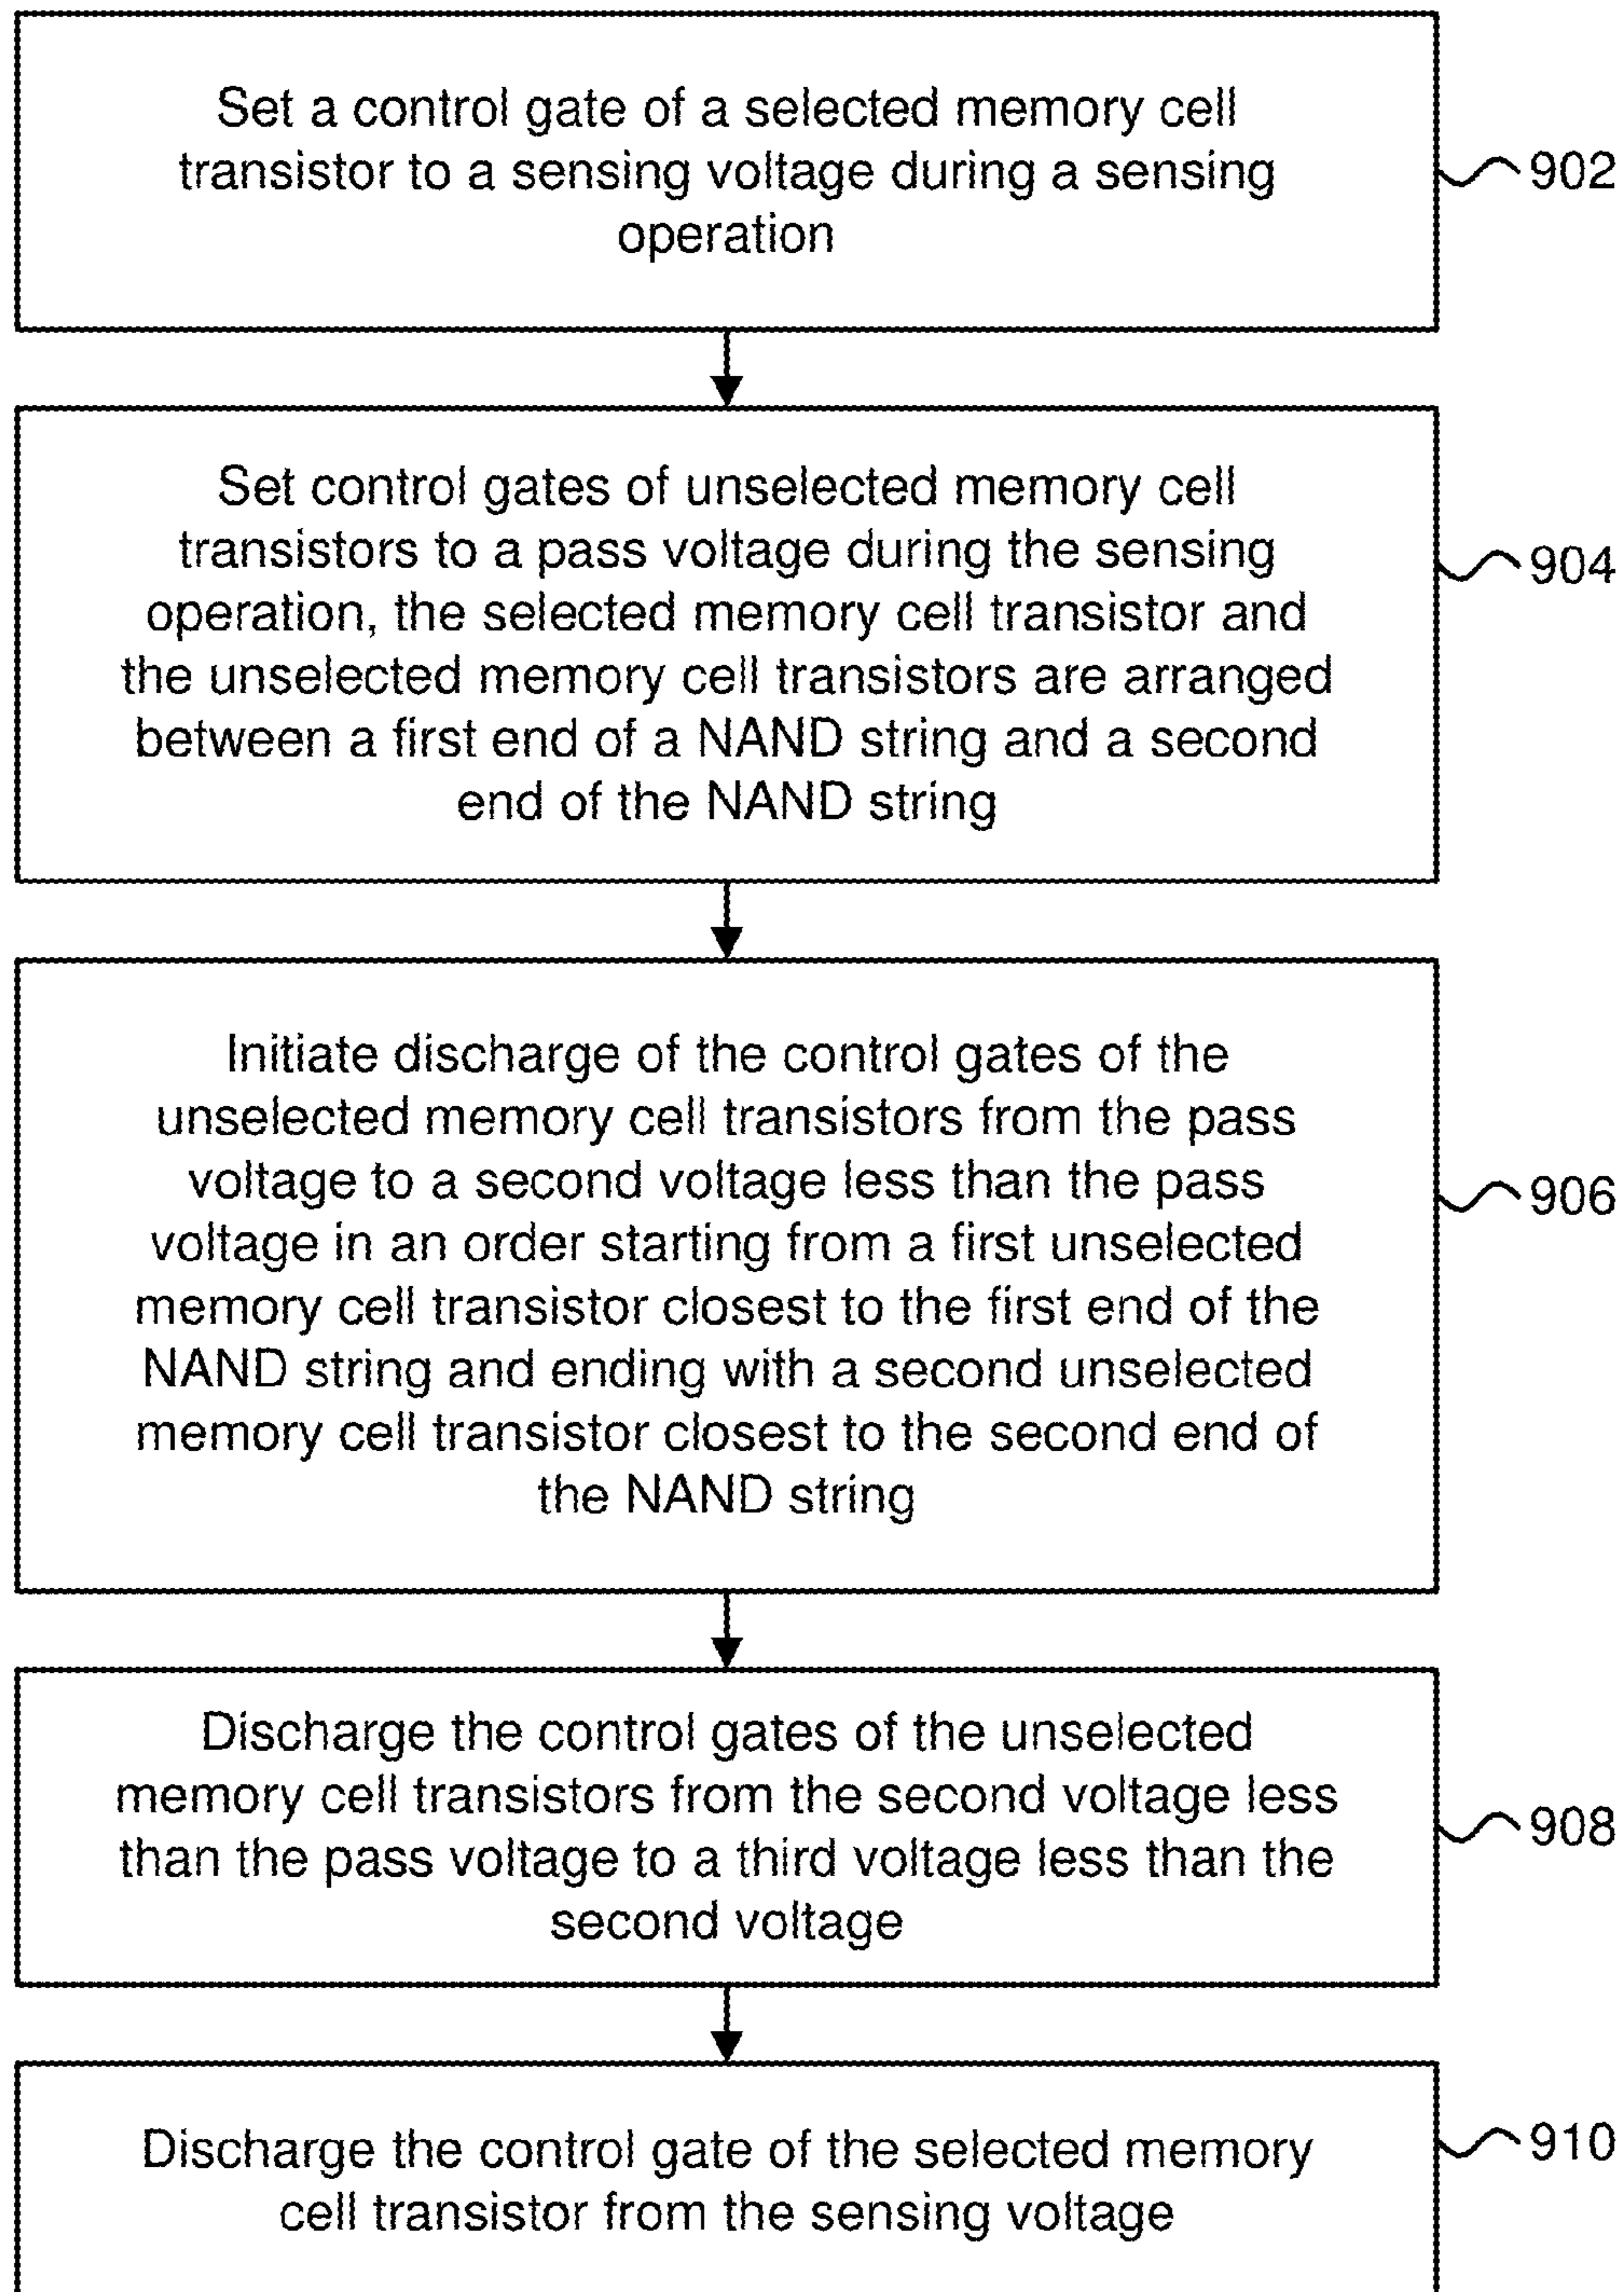 Set a control gate of a selected memory cell
transistor to a sensing voltage during a sensing
operation
902
Set control gates of unselected memory cell
transistors to a pass voltage during the sensing
operation, the selected memory cell transistor and
the unselected memory cell transistors are arranged
between a first end of a NAND string and a second
end of the NAND string
904
Initiate discharge of the control gates of the
unselected memory cell transistors from the pass
voltage to a second voltage less than the pass
voltage in an order starting from a first unselected
memory cell transistor closest to the first end of the
NAND string and ending with a second unselected
memory cell transistor closest to the second end of
the NAND string
906
Discharge the control gates of the unselected
memory cell transistors from the second voltage less
than the pass voltage to a third voltage less than the
second voltage
908
Discharge the control gate of the selected memory
cell transistor from the sensing voltage
910